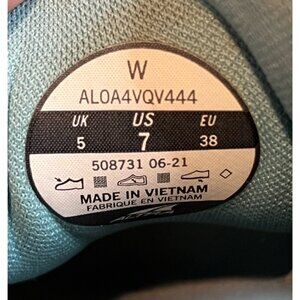 W
AL0A4VQV444
UK US EU
5 7 38
508731 06-21
MADE IN VIETNAM
FABRIQUE EN VIETNAM